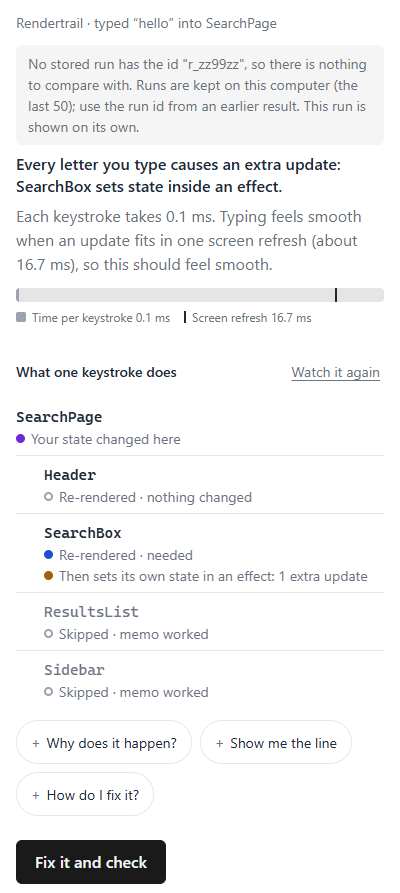 Rendertrail · typed “hello” into SearchPage
No stored run has the id "r_zz99zz", so there is nothing
to compare with. Runs are kept on this computer (the
last 50); use the run id from an earlier result. This run is
shown on its own.
Every letter you type causes an extra update:
SearchBox sets state inside an effect.
Each keystroke takes 0.1 ms. Typing feels smooth
when an update fits in one screen refresh (about
16.7 ms), so this should feel smooth.
Time per keystroke 0.1 ms Screen refresh 16.7 ms
What one keystroke does Watch it again
SearchPage
Your state changed here
Header
Re-rendered · nothing changed
SearchBox
Re-rendered · needed
Then sets its own state in an effect: 1 extra update
ResultsList
Skipped · memo worked
Sidebar
Skipped · memo worked
+ Why does it happen? + Show me the line
+ How do I fix it?
Fix it and check